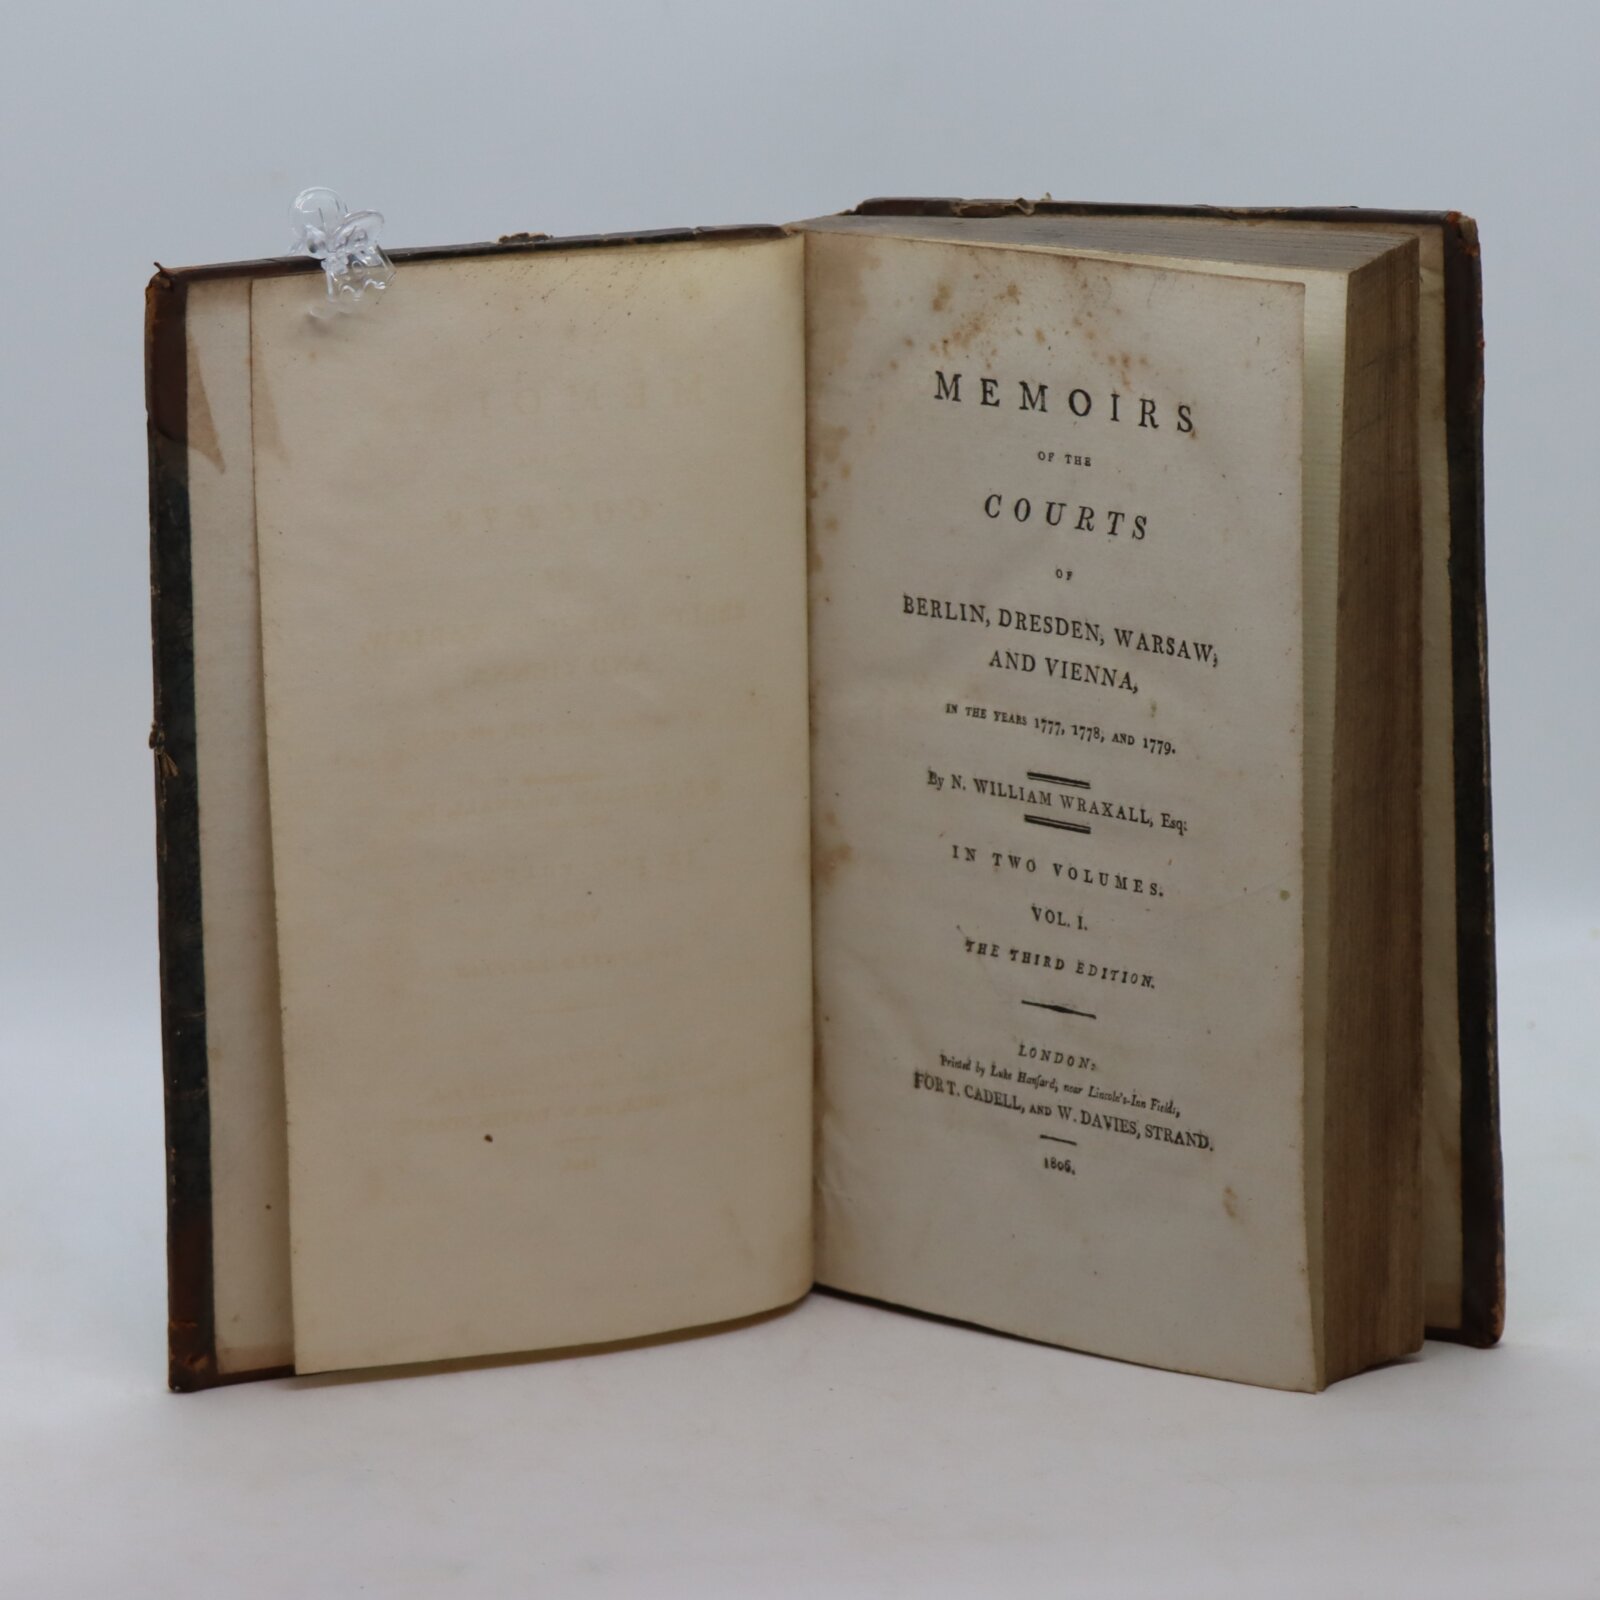 MEMOIRS
OF THE
COURTS
OF
BERLIN, DRESDEN, WARSAW,
AND VIENNA,
IN THE YEARS 1777, 1778, AND 1779.
By N. WILLIAM WRAXALL, Esq;
IN TWO VOLUMES.
VOL. I.
THE THIRD EDITION.
LONDON:
Printed by Luke Hanſard, near Lincoln's-Inn Fields,
FOR T. CADELL, AND W. DAVIES, STRAND.
1806.